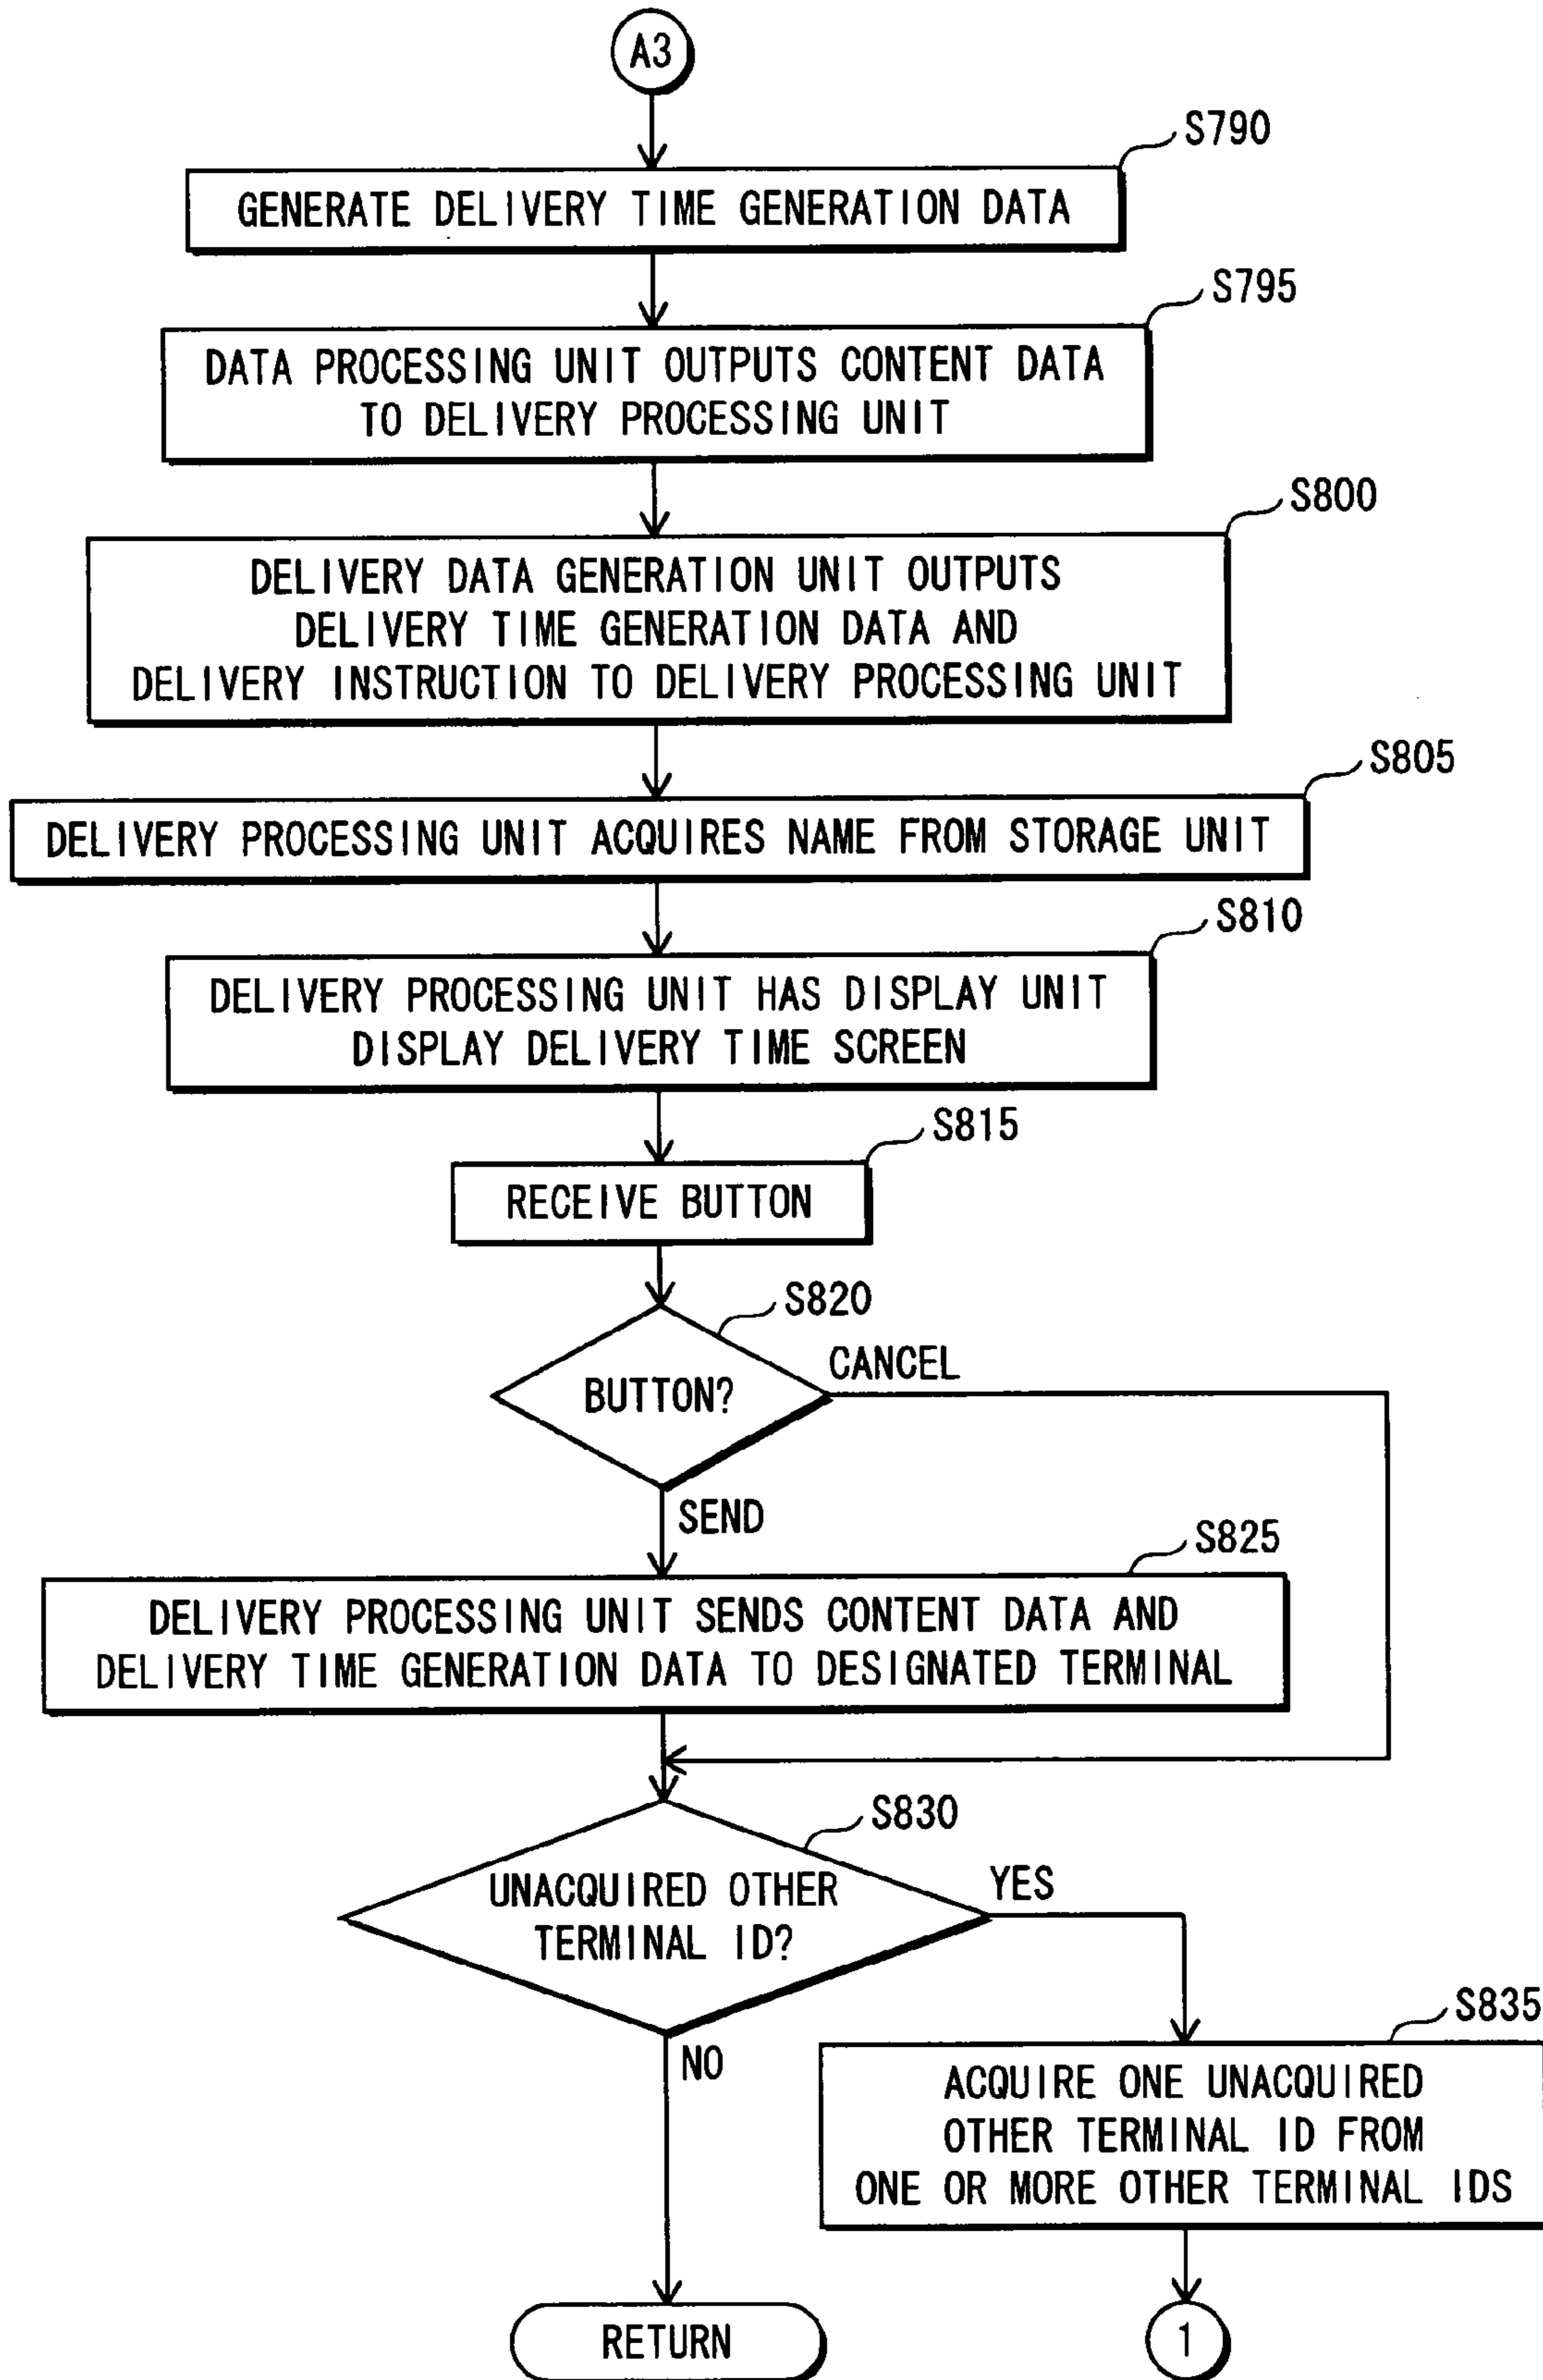 A3
S790
GENERATE DELIVERY TIME GENERATION DATA
S795
DATA PROCESSING UNIT OUTPUTS CONTENT DATA
TO DELIVERY PROCESSING UNIT
S800
DELIVERY DATA GENERATION UNIT OUTPUTS
DELIVERY TIME GENERATION DATA AND
DELIVERY INSTRUCTION TO DELIVERY PROCESSING UNIT
S805
DELIVERY PROCESSING UNIT ACQUIRES NAME FROM STORAGE UNIT
S810
DELIVERY PROCESSING UNIT HAS DISPLAY UNIT
DISPLAY DELIVERY TIME SCREEN
S815
RECEIVE BUTTON
S820
CANCEL
BUTTON?
SEND
S825
DELIVERY PROCESSING UNIT SENDS CONTENT DATA AND
DELIVERY TIME GENERATION DATA TO DESIGNATED TERMINAL
S830
YES
UNACQUIRED OTHER
TERMINAL ID?
NO
S835
ACQUIRE ONE UNACQUIRED
OTHER TERMINAL ID FROM
ONE OR MORE OTHER TERMINAL IDS
RETURN
1